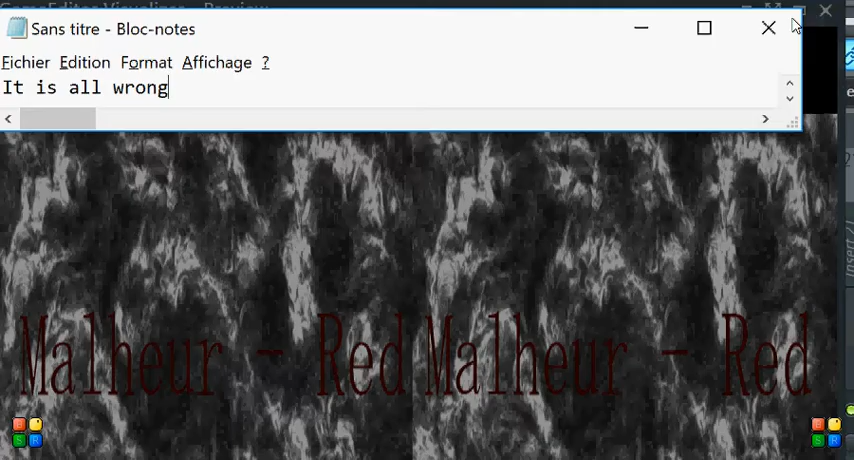 Sans titre - Bloc-notes
Fichier Edition Format Affichage ?
It is all wrong
Malheur - Red Malheur - Red
B
S R
B
S R